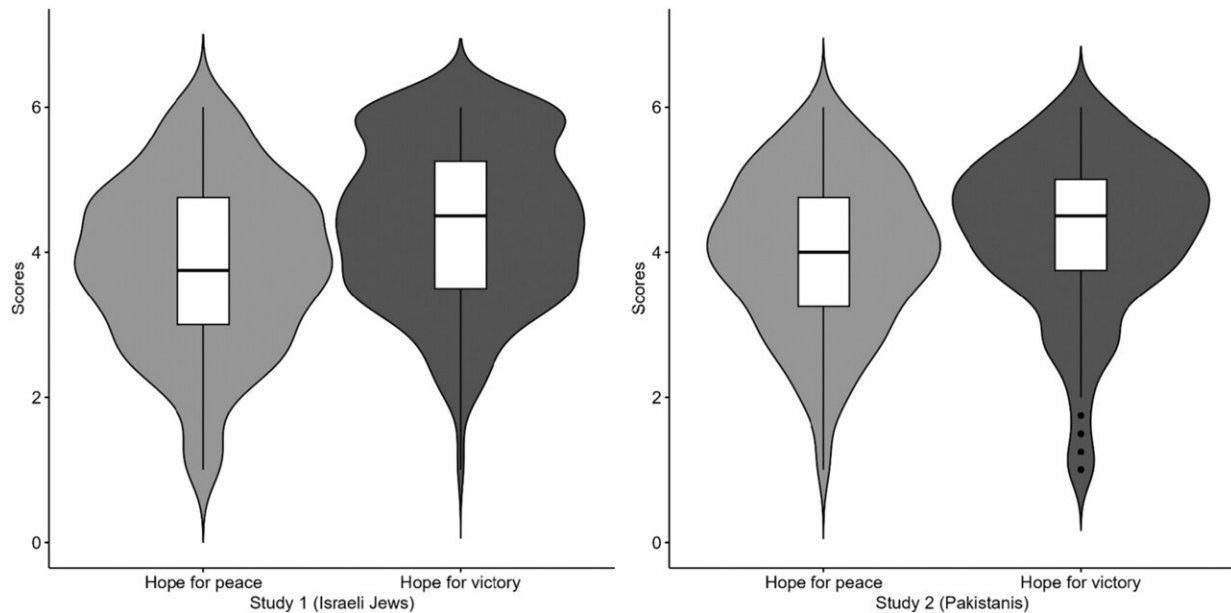 Scores
6
4
2
0
Hope for peace
Hope for victory
Study 1 (Israeli Jews)
Scores
6
4
2
0
Hope for peace
Hope for victory
Study 2 (Pakistanis)